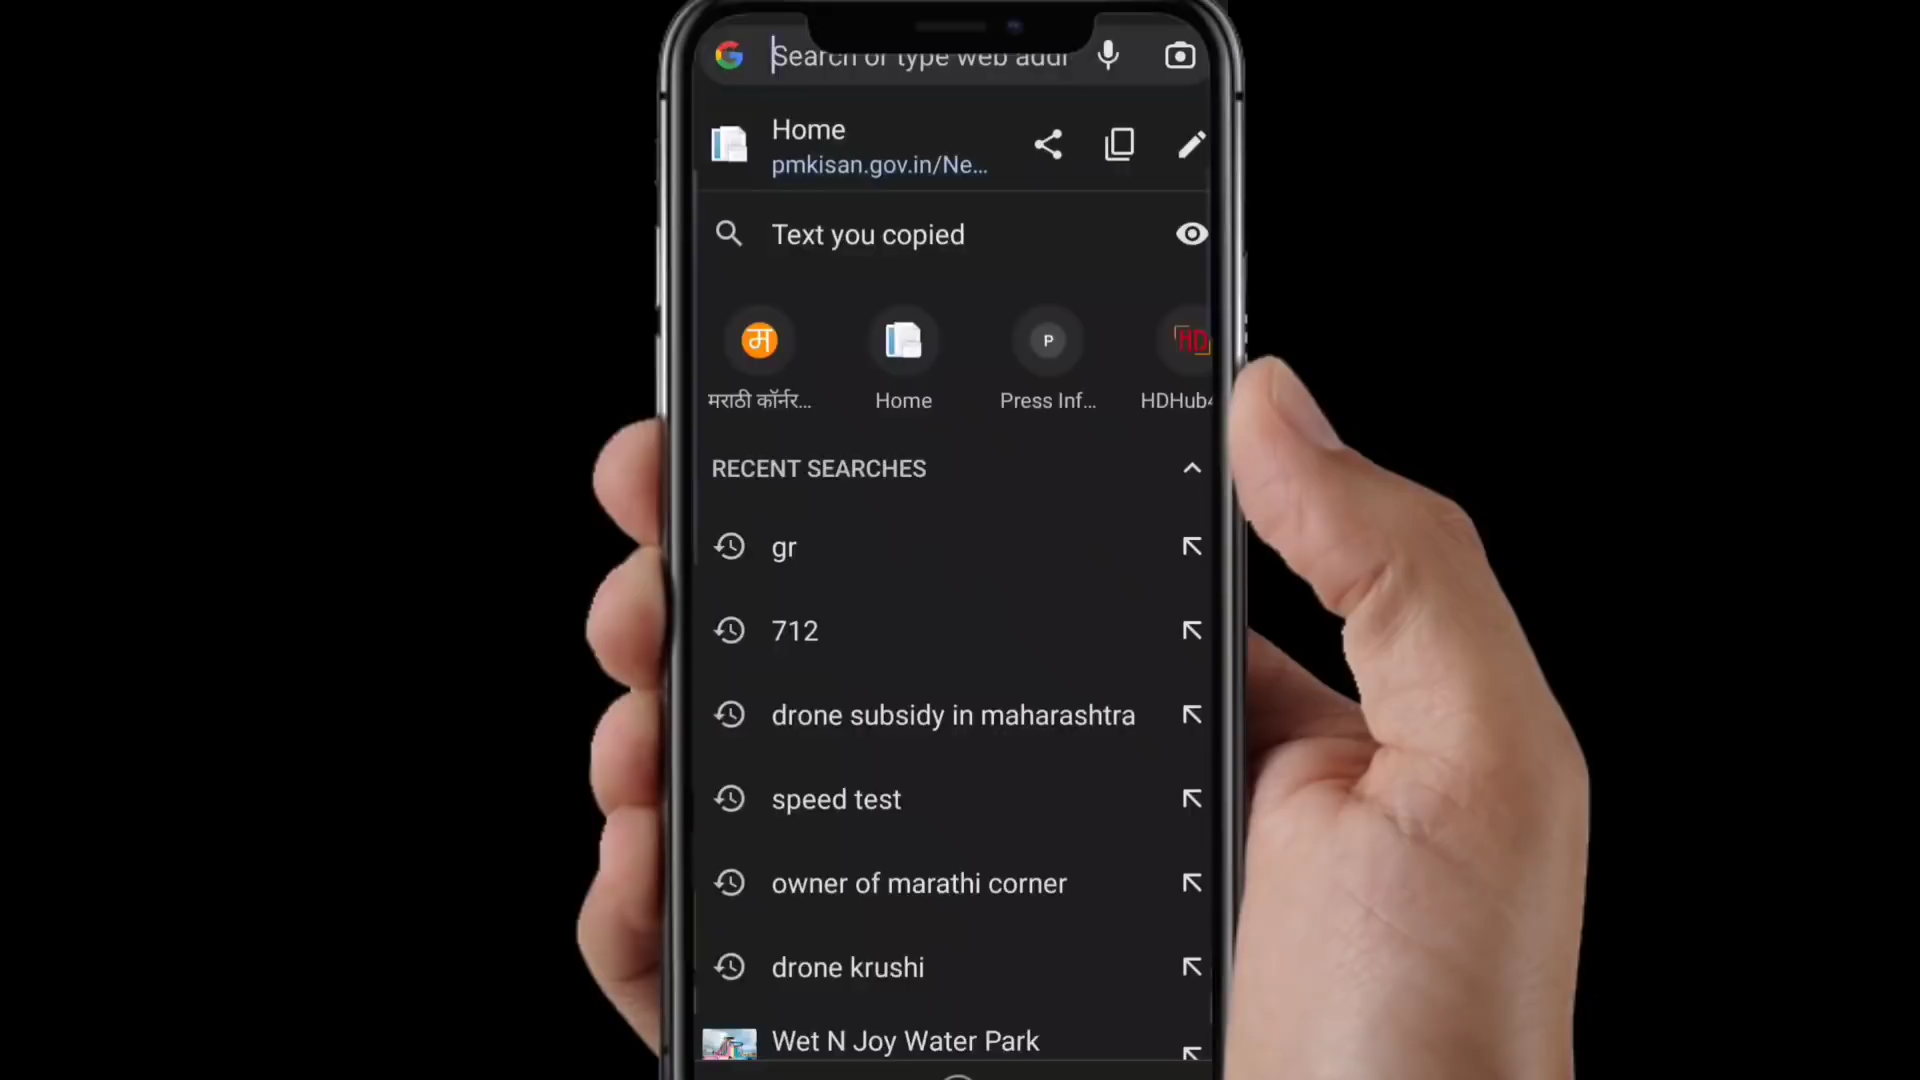 Search or type web addr
Home
pmkisan.gov.in/Ne...
Text you copied
म
P
HD
मराठी कॉर्नर...
Home
Press Inf...
HDHub4
RECENT SEARCHES
gr
712
drone subsidy in maharashtra
speed test
owner of marathi corner
drone krushi
Wet N Joy Water Park